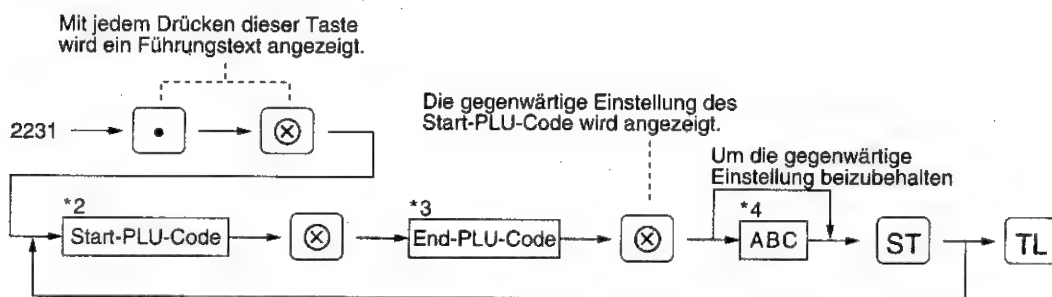 Mit jedem Drücken dieser Taste
wird ein Führungstext angezeigt.
2231 • ⊗
Die gegenwärtige Einstellung des
Start-PLU-Code wird angezeigt.
Um die gegenwärtige
Einstellung beizubehalten
*2 *3 *4
Start-PLU-Code ⊗ End-PLU-Code ⊗ ABC ST TL